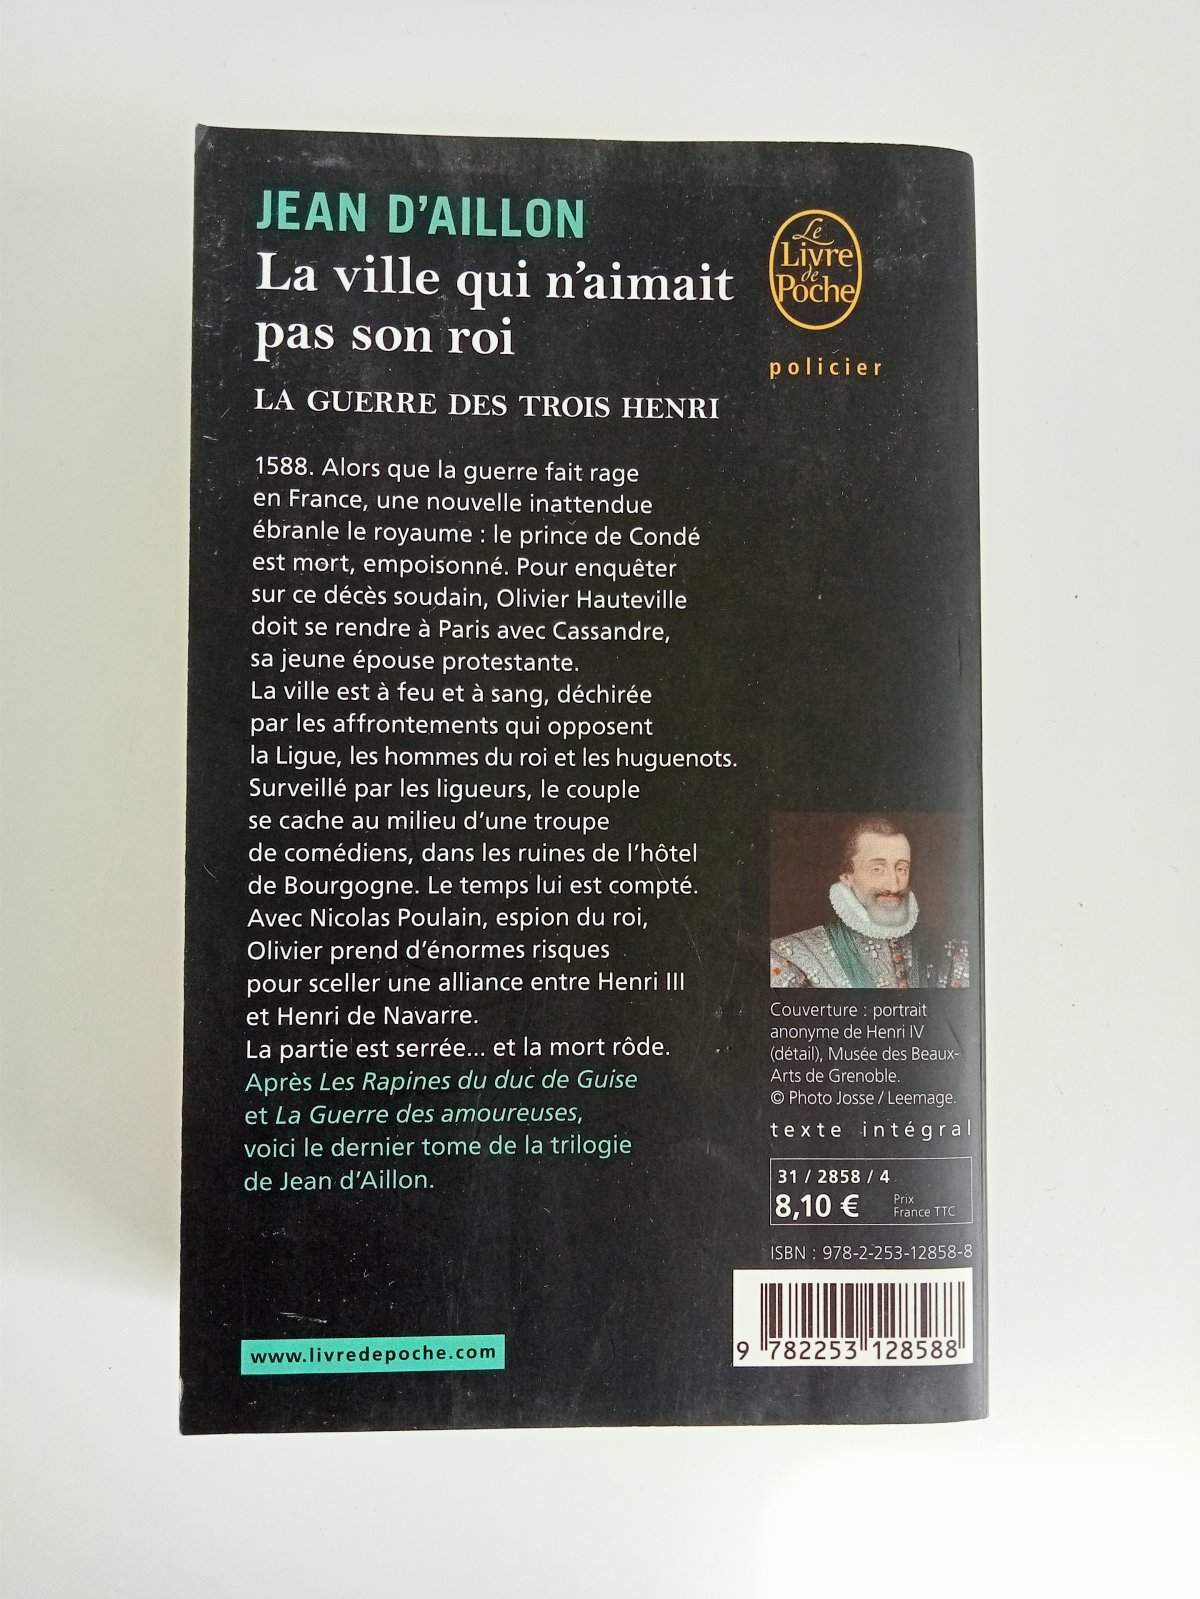 JEAN D'AILLON
La ville qui n'aimait
pas son roi
LA GUERRE DES TROIS HENRI
Le
Livre
de
Poche
policier
1588. Alors que la guerre fait rage
en France, une nouvelle inattendue
ébranle le royaume : le prince de Condé
est mort, empoisonné. Pour enquêter
sur ce décès soudain, Olivier Hauteville
doit se rendre à Paris avec Cassandre,
sa jeune épouse protestante.
La ville est à feu et à sang, déchirée
par les affrontements qui opposent
la Ligue, les hommes du roi et les huguenots.
Surveillé par les ligueurs, le couple
se cache au milieu d'une troupe
de comédiens, dans les ruines de l'hôtel
de Bourgogne. Le temps lui est compté.
Avec Nicolas Poulain, espion du roi,
Olivier prend d'énormes risques
pour sceller une alliance entre Henri III
et Henri de Navarre.
La partie est serrée... et la mort rôde.
Après Les Rapines du duc de Guise
et La Guerre des amoureuses,
voici le dernier tome de la trilogie
de Jean d'Aillon.
Couverture : portrait
anonyme de Henri IV
(détail), Musée des Beaux-
Arts de Grenoble.
© Photo Josse / Leemage.
texte intégral
31 / 2858 / 4
8,10 €
Prix
France TTC
ISBN : 978-2-253-12858-8
9 782253 128588
www.livredepoche.com